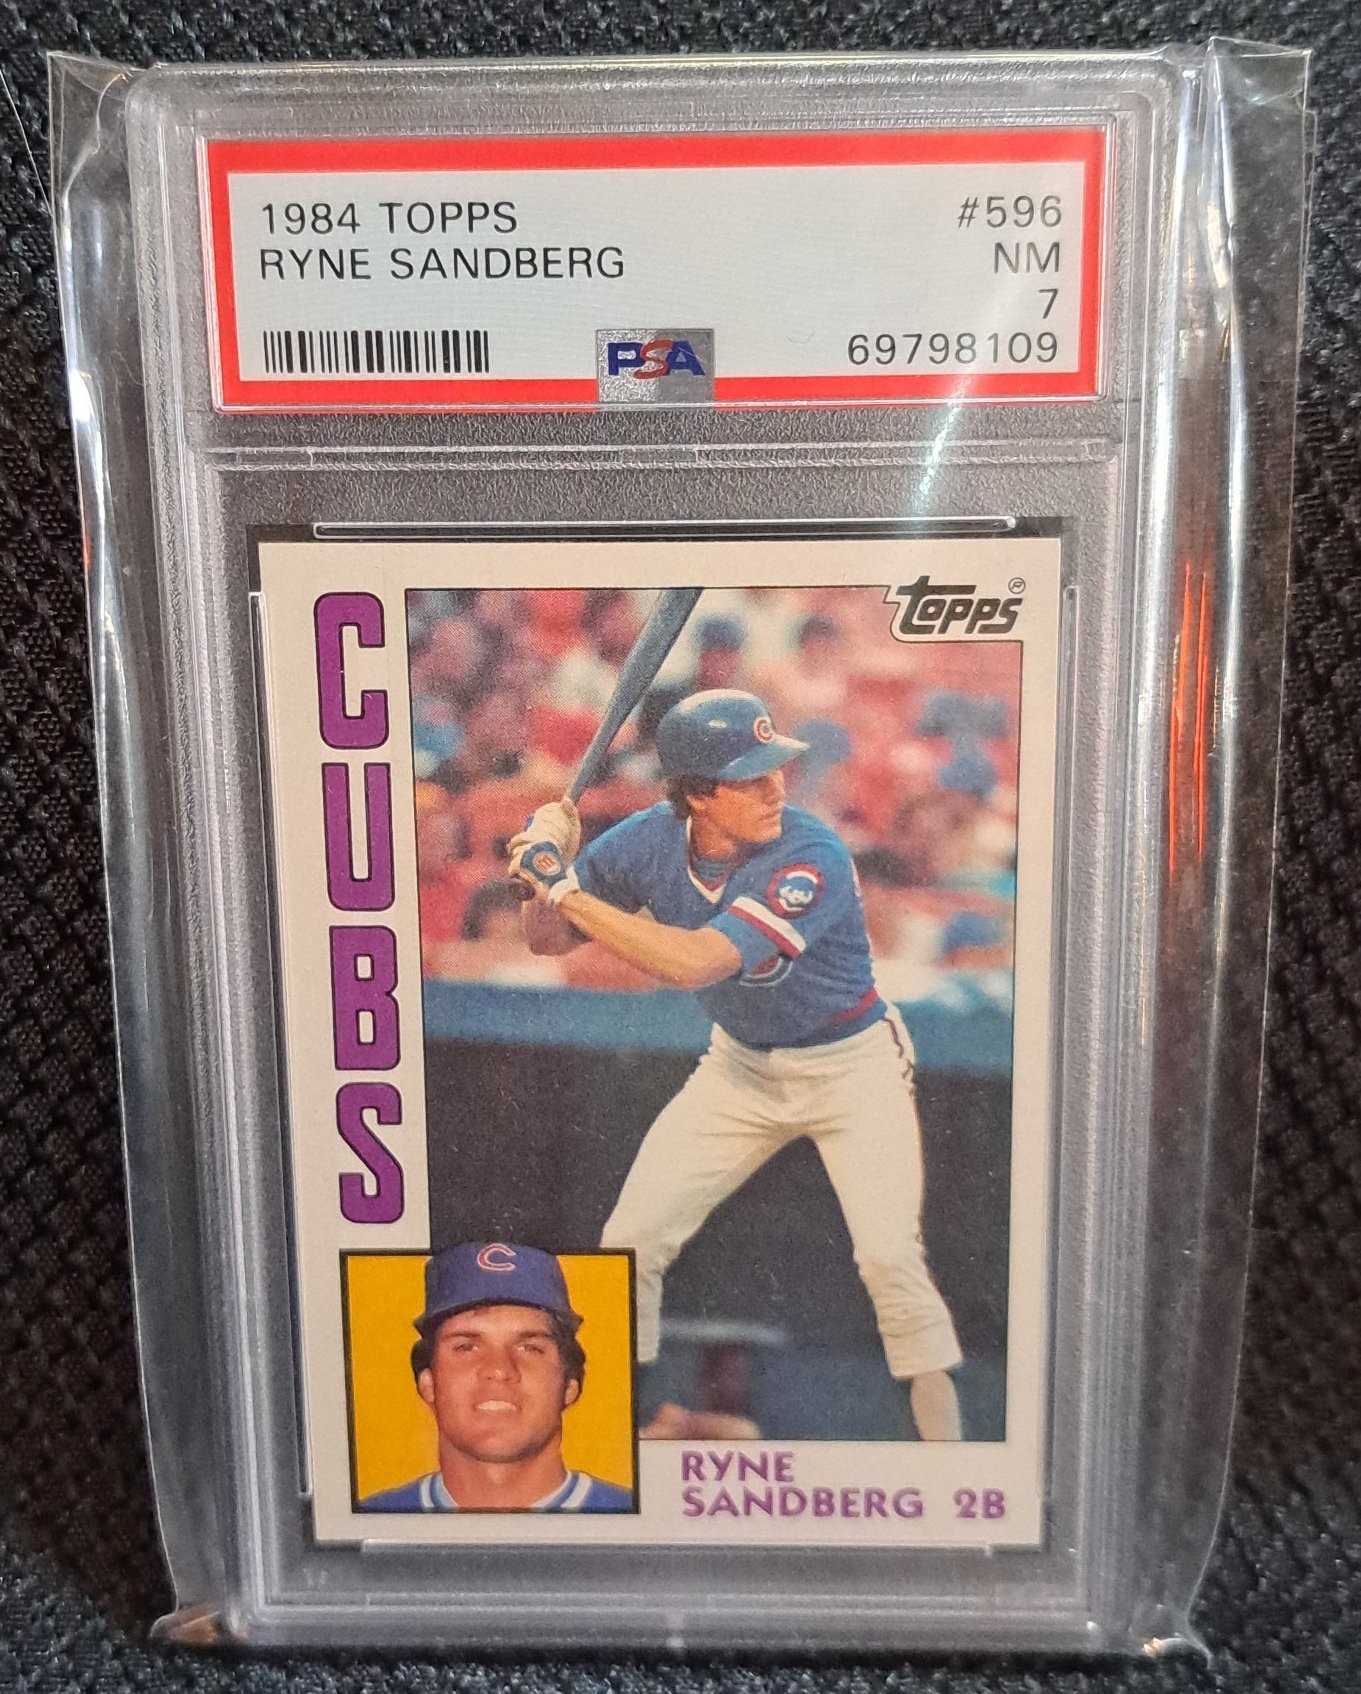 1984 TOPPS #596
RYNE SANDBERG NM
7
PSA 69798109
CUBS
TOPPS ®
C
C
RYNE
SANDBERG 2B